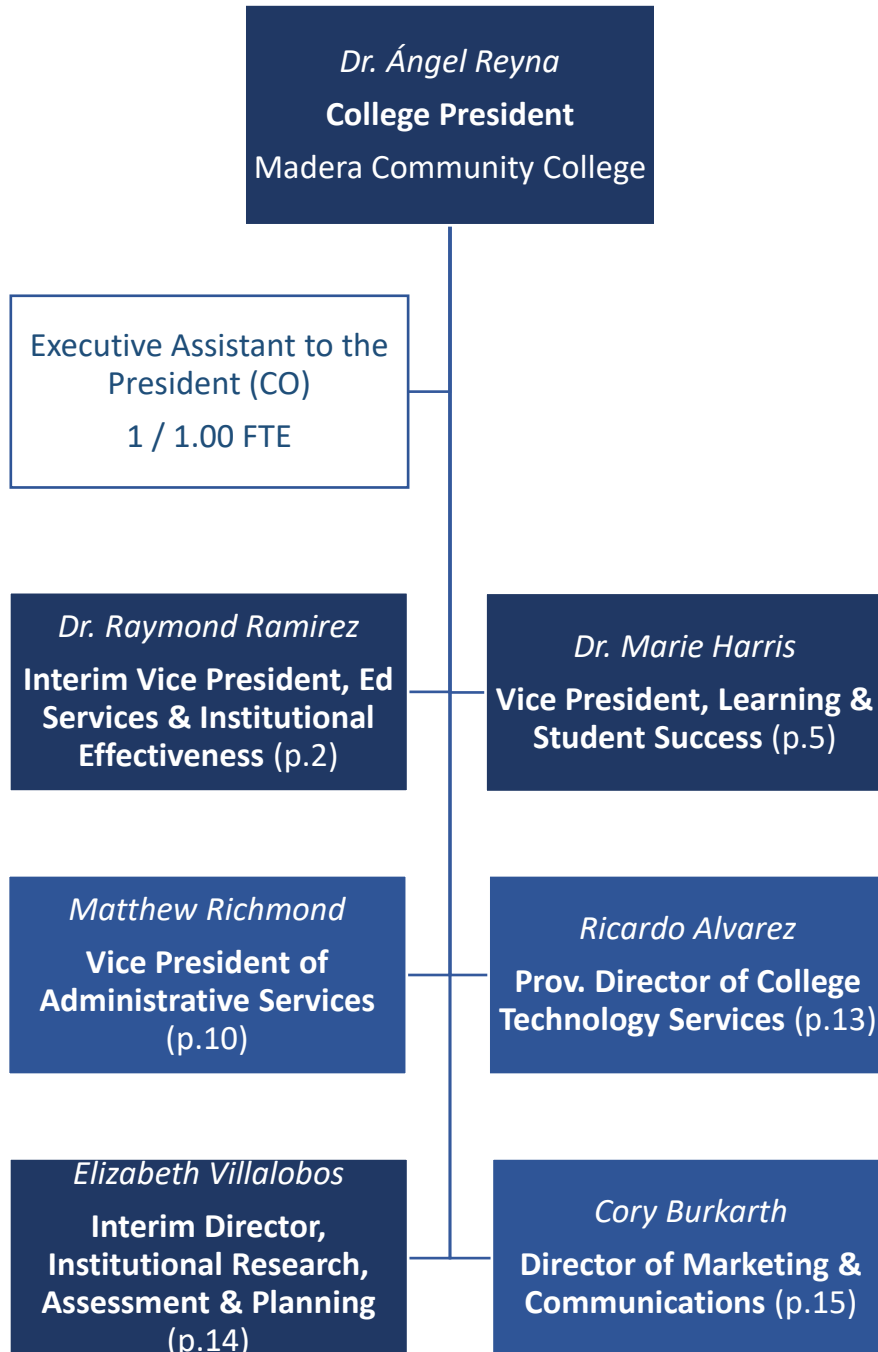 Dr. Ángel Reyna
College President
Madera Community College
Executive Assistant to the
President (CO)
1 / 1.00 FTE
Dr. Raymond Ramirez
Interim Vice President, Ed
Services & Institutional
Effectiveness (p.2)
Dr. Marie Harris
Vice President, Learning &
Student Success (p.5)
Matthew Richmond
Vice President of
Administrative Services
(p.10)
Ricardo Alvarez
Prov. Director of College
Technology Services (p.13)
Elizabeth Villalobos
Interim Director,
Institutional Research,
Assessment & Planning
(p.14)
Cory Burkarth
Director of Marketing &
Communications (p.15)